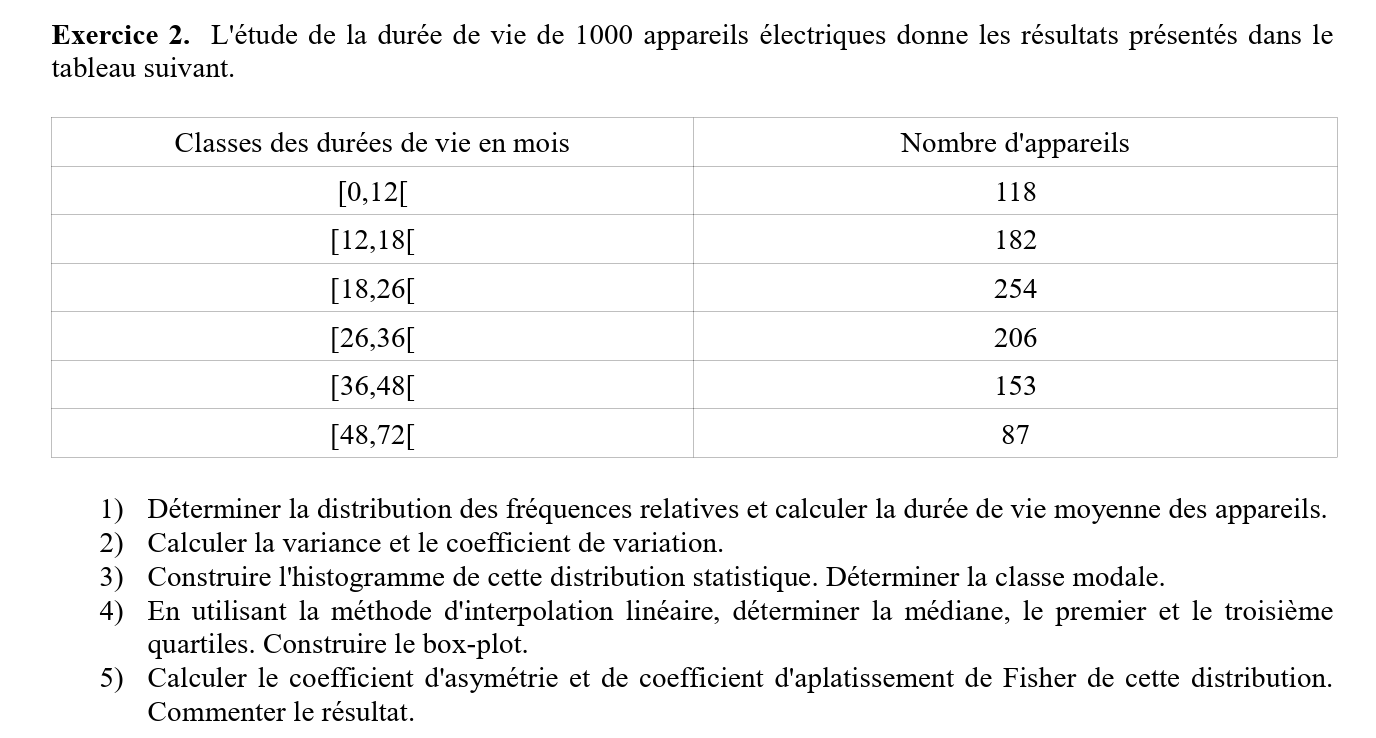 Exercice 2. L'étude de la durée de vie de 1000 appareils électriques donne les résultats présentés dans le
tableau suivant.
Classes des durées de vie en mois Nombre d'appareils
[0,12[ 118
[12,18[ 182
[18,26[ 254
[26,36[ 206
[36,48[ 153
[48,72[ 87
1) Déterminer la distribution des fréquences relatives et calculer la durée de vie moyenne des appareils.
2) Calculer la variance et le coefficient de variation.
3) Construire l'histogramme de cette distribution statistique. Déterminer la classe modale.
4) En utilisant la méthode d'interpolation linéaire, déterminer la médiane, le premier et le troisième
quartiles. Construire le box-plot.
5) Calculer le coefficient d'asymétrie et de coefficient d'aplatissement de Fisher de cette distribution.
Commenter le résultat.